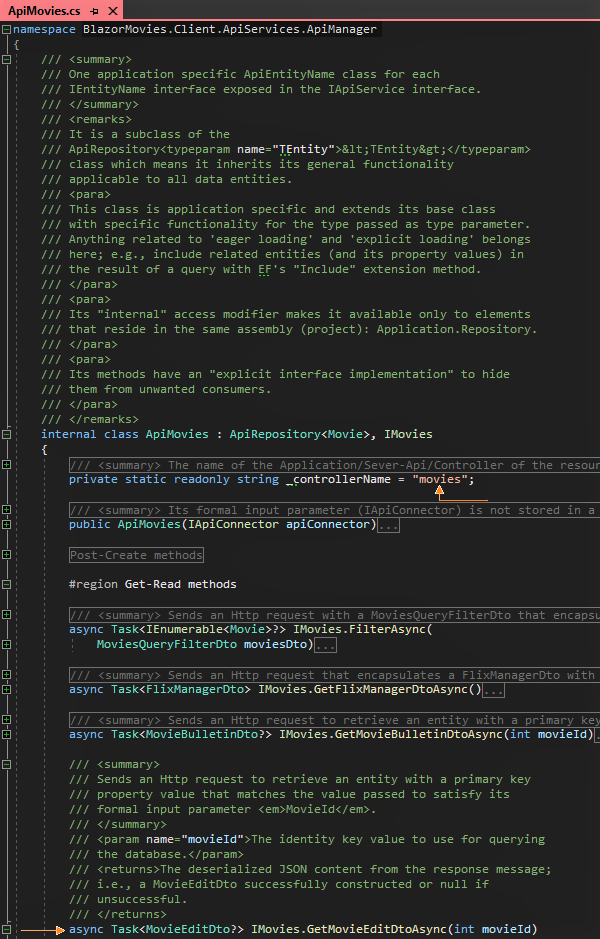 ApiMovies.cs
namespace BlazorMovies.Client.ApiServices.ApiManager
{
/// <summary>
/// One application specific ApiEntityName class for each
/// IEntityName interface exposed in the IApiService interface.
/// </summary>
/// <remarks>
/// It is a subclass of the
/// ApiRepository<typeparam name="TEntity">&lt;TEntity&gt;</typeparam>
/// class which means it inherits its general functionality
/// applicable to all data entities.
/// <para>
/// This class is application specific and extends its base class
/// with specific functionality for the type passed as type parameter.
/// Anything related to 'eager loading' and 'explicit loading' belongs
/// here; e.g., include related entities (and its property values) in
/// the result of a query with EF's "Include" extension method.
/// </para>
/// <para>
/// Its "internal" access modifier makes it available only to elements
/// that reside in the same assembly (project): Application.Repository.
/// </para>
/// <para>
/// Its methods have an "explicit interface implementation" to hide
/// them from unwanted consumers.
/// </para>
/// </remarks>
internal class ApiMovies : ApiRepository<Movie>, IMovies
{
/// <summary> The name of the Application/Sever-Api/Controller of the resour
private static readonly string _controllerName = "movies";
/// <summary> Its formal input parameter (IApiConnector) is not stored in a
public ApiMovies(IApiConnector apiConnector)...
Post-Create methods
#region Get-Read methods
/// <summary> Sends an Http request with a MoviesQueryFilterDto that encapsu
async Task<IEnumerable<Movie>?> IMovies.FilterAsync(
MoviesQueryFilterDto moviesDto)...
/// <summary> Sends an Http request that encapsulates a FlixManagerDto with
async Task<FlixManagerDto> IMovies.GetFlixManagerDtoAsync()...
/// <summary> Sends an Http request to retrieve an entity with a primary key
async Task<MovieBulletinDto?> IMovies.GetMovieBulletinDtoAsync(int movieId).
/// <summary>
/// Sends an Http request to retrieve an entity with a primary key
/// property value that matches the value passed to satisfy its
/// formal input parameter <em>MovieId</em>.
/// </summary>
/// <param name="movieId">The identity key value to use for querying
/// the database.</param>
/// <returns>The deserialized JSON content from the response message;
/// i.e., a MovieEditDto successfully constructed or null if
/// unsuccessful.
/// </returns>
async Task<MovieEditDto?> IMovies.GetMovieEditDtoAsync(int movieId)